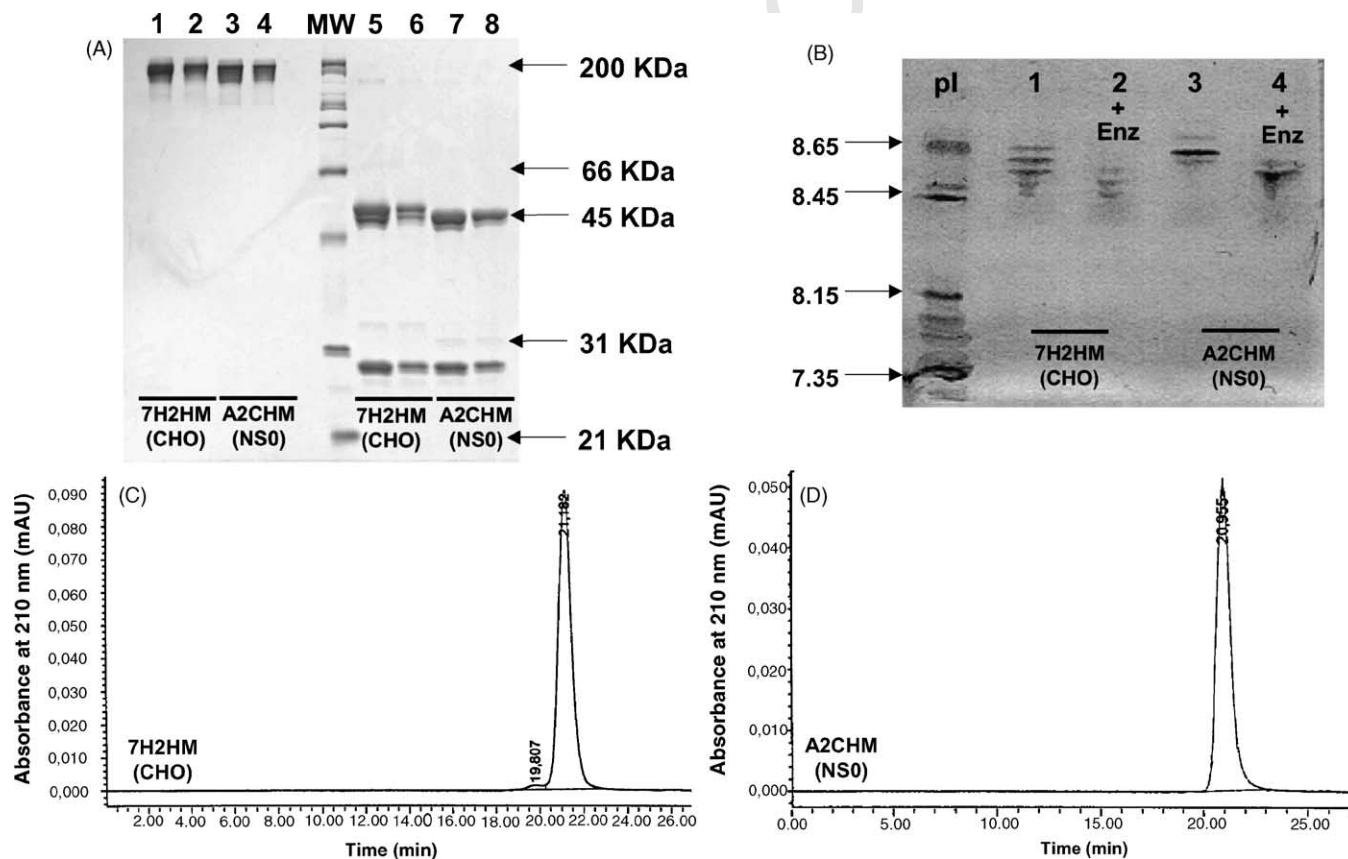 (A)
1 2 3 4 MW 5 6 7 8
200 KDa
66 KDa
45 KDa
31 KDa
21 KDa
7H2HM
(CHO)
A2CHM
(NS0)
7H2HM
(CHO)
A2CHM
(NS0)
(B)
pI 1 2 3 4
+
Enz
+
Enz
8.65
8.45
8.15
7.35
7H2HM
(CHO)
A2CHM
(NS0)
(C)
Absorbance at 210 nm (mAU)
0,090
0,080
0,070
0,060
0,050
0,040
0,030
0,020
0,010
0,000
21,182
19,807
7H2HM
(CHO)
2.00 4.00 6.00 8.00 10.00 12.00 14.00 16.00 18.00 20.00 22.00 24.00 26.00
Time (min)
(D)
Absorbance at 210 nm (mAU)
0,050
0,040
0,030
0,020
0,010
0,000
20,955
A2CHM
(NS0)
0.00 5.00 10.00 15.00 20.00 25.00
Time (min)